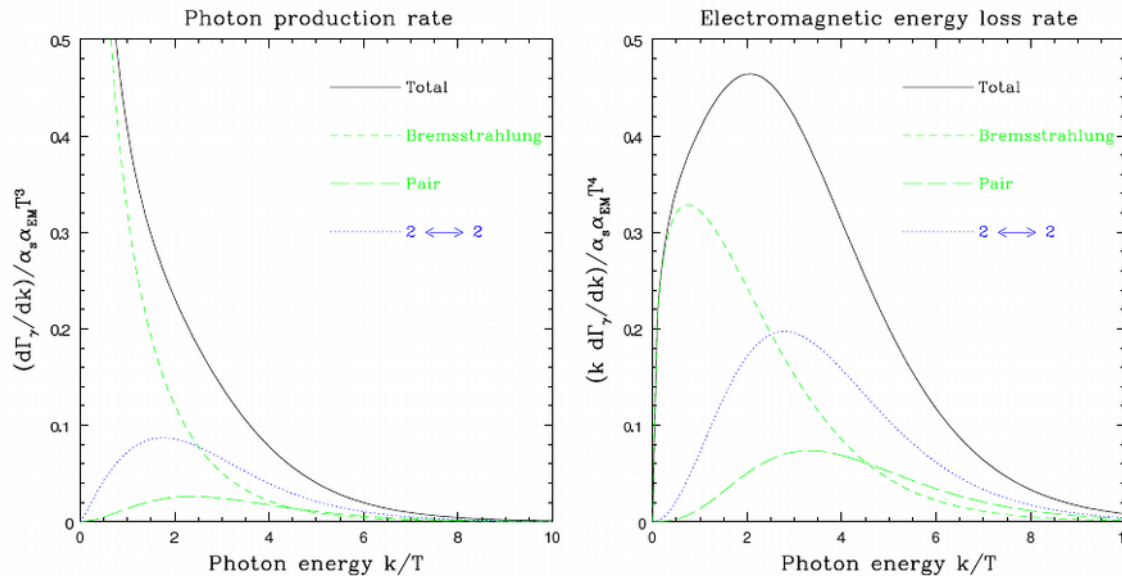 Photon production rate
0.5
0.4
0.3
0.2
0.1
0
0 2 4 6 8 10
(dΓγ/dk)/αsαEMT³
Photon energy k/T
Total
Bremsstrahlung
Pair
2 ⟷ 2
Electromagnetic energy loss rate
0.5
0.4
0.3
0.2
0.1
0
0 2 4 6 8 10
(k dΓγ/dk)/αsαEMT⁴
Photon energy k/T
Total
Bremsstrahlung
Pair
2 ⟷ 2